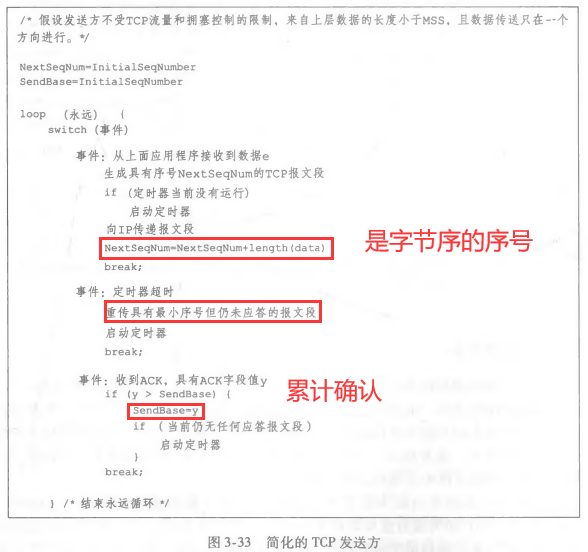 /* 假设发送方不受TCP流量和拥塞控制的限制，来自上层数据的长度小于MSS，且数据传送只在一个
方向进行。*/
NextSeqNum=InitialSeqNumber
SendBase=InitialSeqNumber
loop （永远） {
switch（事件）
事件：从上面应用程序接收到数据e
生成具有序号NextSeqNum的TCP报文段
if （定时器当前没有运行）
启动定时器
向IP传递报文段
NextSeqNum=NextSeqNum+length(data)
是字节序的序号
break;
事件：定时器超时
重传具有最小序号但仍未应答的报文段
启动定时器
break;
事件：收到ACK，具有ACK字段值y
if (y > SendBase) {
累计确认
SendBase=y
if （当前仍无任何应答报文段）
启动定时器
}
break;
} /* 结束永远循环 */
图 3-33 简化的 TCP 发送方